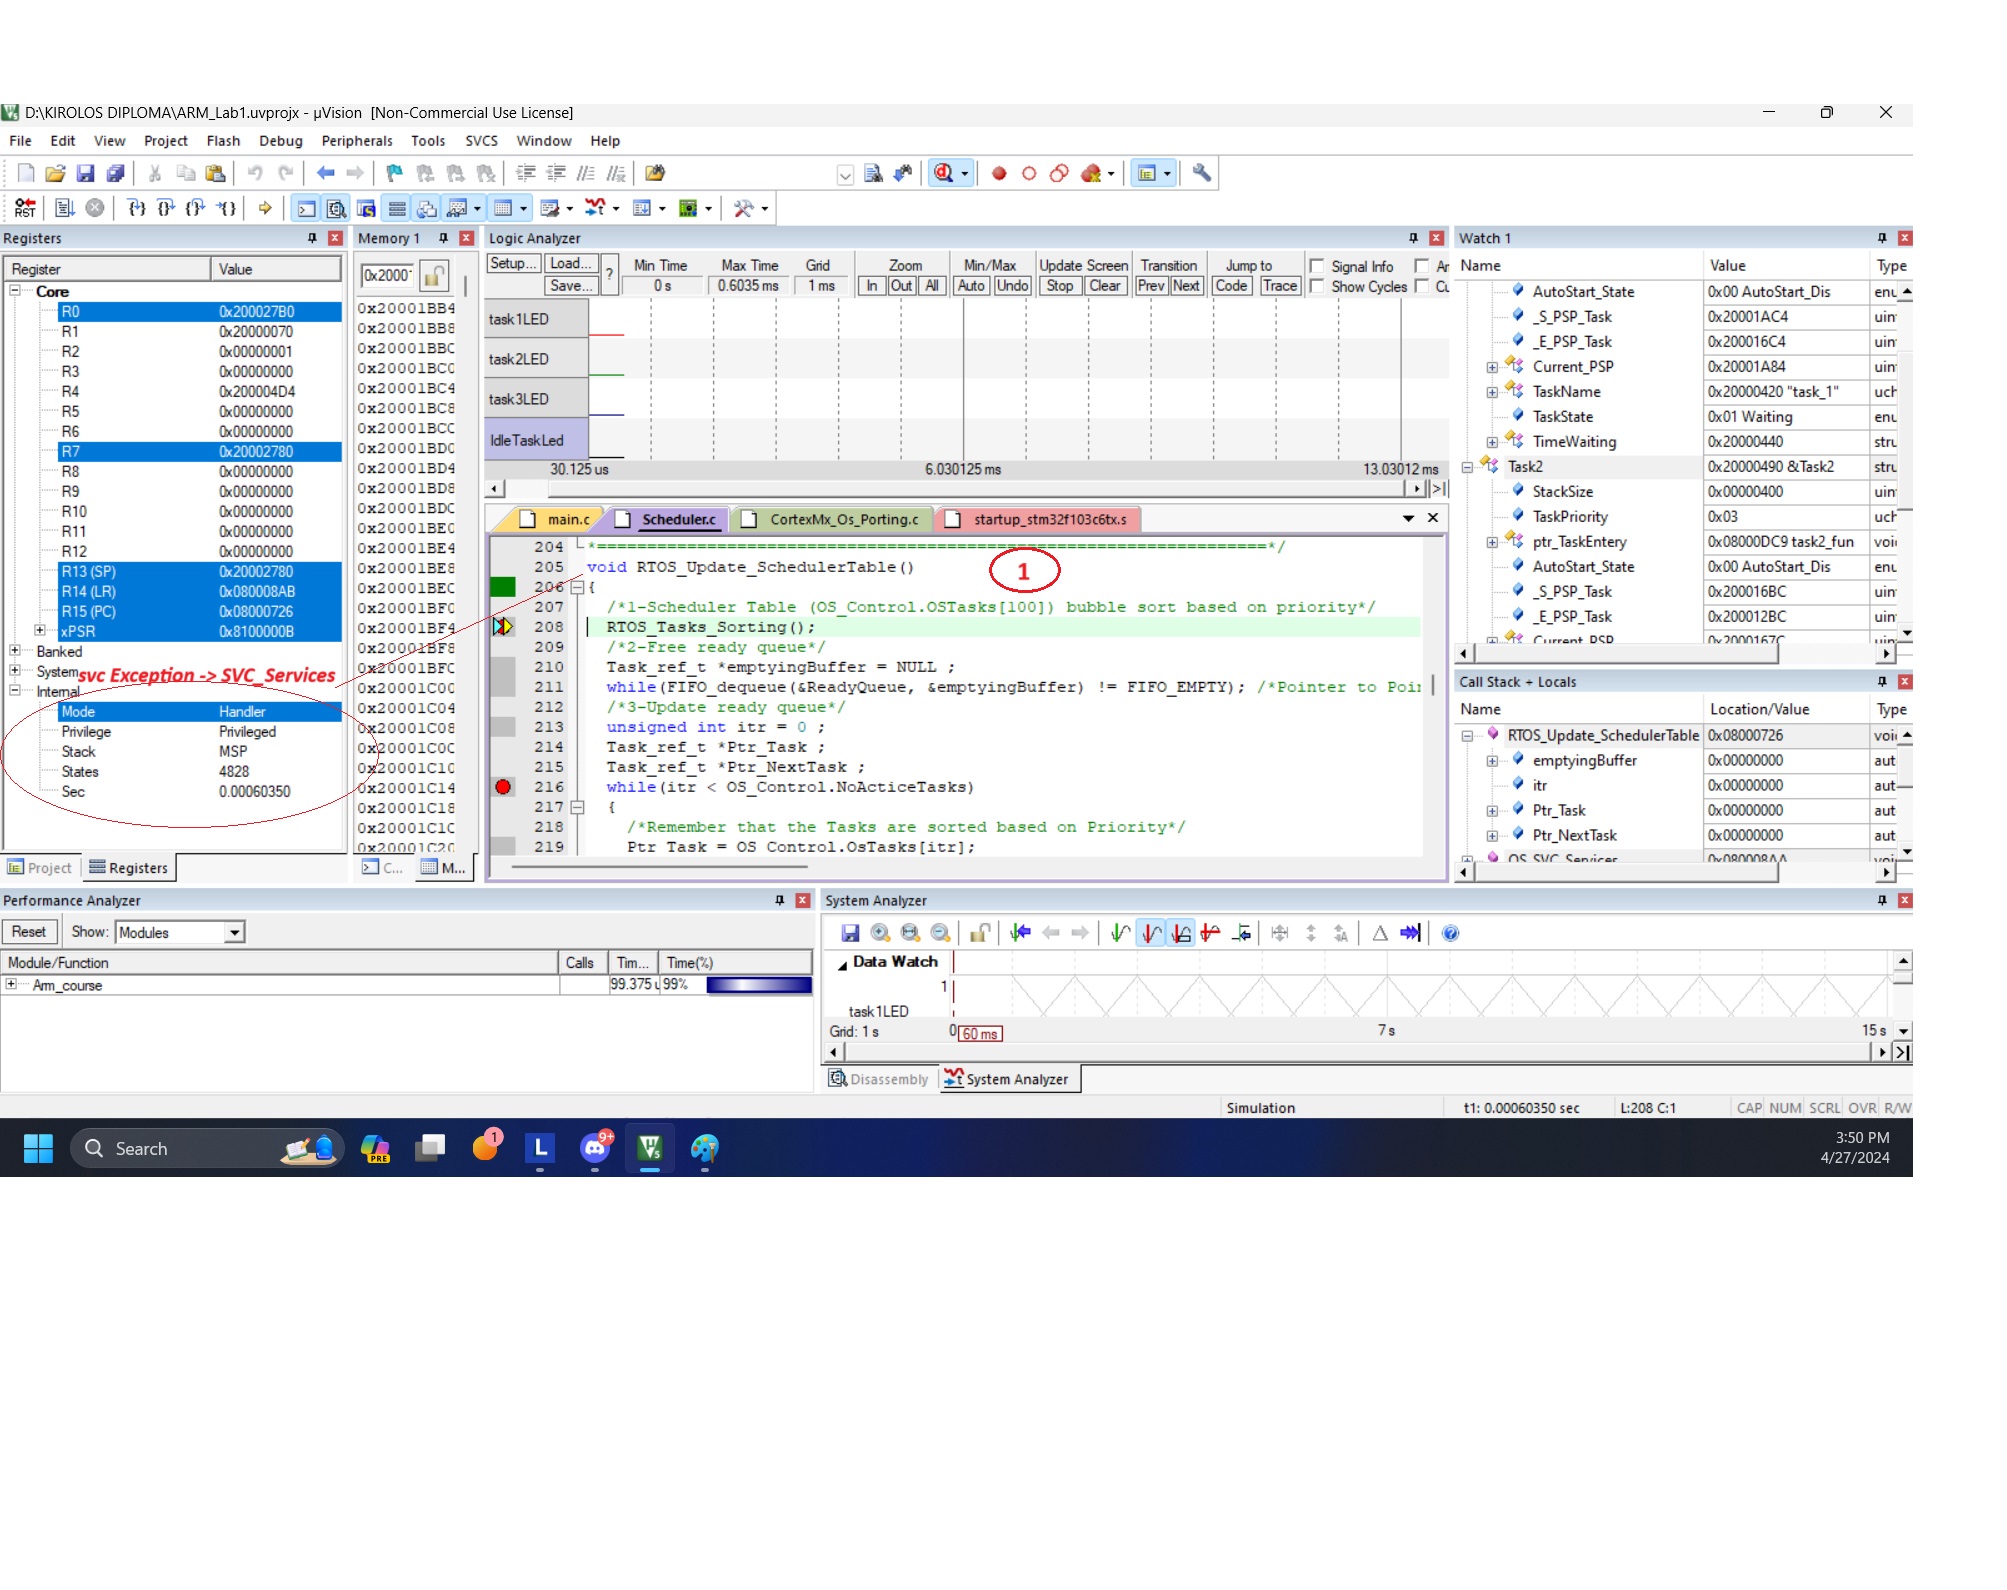 D:\KIROLOS DIPLOMA\ARM_Lab1.uvprojx - µVision  [Non-Commercial Use License]
File Edit View Project Flash Debug Peripherals Tools SVCS Window Help
RST
Registers
Register Value
Core
R0 0x200027B0
R1 0x20000070
R2 0x00000001
R3 0x00000000
R4 0x200004D4
R5 0x00000000
R6 0x00000000
R7 0x20002780
R8 0x00000000
R9 0x00000000
R10 0x00000000
R11 0x00000000
R12 0x00000000
R13 (SP) 0x20002780
R14 (LR) 0x080008AB
R15 (PC) 0x08000726
xPSR 0x8100000B
Banked
System
svc Exception -> SVC_Services
Internal
Mode Handler
Privilege Privileged
Stack MSP
States 4828
Sec 0.00060350
Project Registers
Memory 1
0x2000
0x20001BB4
0x20001BB8
0x20001BBC
0x20001BC0
0x20001BC4
0x20001BC8
0x20001BCC
0x20001BD0
0x20001BD4
0x20001BD8
0x20001BDC
0x20001BE0
0x20001BE4
0x20001BE8
0x20001BEC
0x20001BF0
0x20001BF4
0x20001BF8
0x20001BFC
0x20001C00
0x20001C04
0x20001C08
0x20001C0C
0x20001C10
0x20001C14
0x20001C18
0x20001C1C
0x20001C20
C... M...
Logic Analyzer
Setup... Load... Min Time Max Time Grid Zoom Min/Max Update Screen Transition Jump to Signal Info
Save... ? 0 s 0.6035 ms 1 ms In Out All Auto Undo Stop Clear Prev Next Code Trace Show Cycles
task1LED
task2LED
task3LED
IdleTaskLed
30.125 us 6.030125 ms 13.03012 ms
main.c Scheduler.c CortexMx_Os_Porting.c startup_stm32f103c6tx.s
204 *===================================================================*/
205 void RTOS_Update_SchedulerTable()
1
206 {
207 /*1-Scheduler Table (OS_Control.OSTasks[100]) bubble sort based on priority*/
208 RTOS_Tasks_Sorting();
209 /*2-Free ready queue*/
210 Task_ref_t *emptyingBuffer = NULL ;
211 while(FIFO_dequeue(&ReadyQueue, &emptyingBuffer) != FIFO_EMPTY); /*Pointer to Poin
212 /*3-Update ready queue*/
213 unsigned int itr = 0 ;
214 Task_ref_t *Ptr_Task ;
215 Task_ref_t *Ptr_NextTask ;
216 while(itr < OS_Control.NoActiceTasks)
217 {
218 /*Remember that the Tasks are sorted based on Priority*/
219 Ptr_Task = OS_Control.OsTasks[itr];
Watch 1
Name Value Type
AutoStart_State 0x00 AutoStart_Dis enu
_S_PSP_Task 0x20001AC4 uin
_E_PSP_Task 0x200016C4 uin
Current_PSP 0x20001A84 uin
TaskName 0x20000420 "task_1" uch
TaskState 0x01 Waiting enu
TimeWaiting 0x20000440 stru
Task2 0x20000490 &Task2 stru
StackSize 0x00000400 uin
TaskPriority 0x03 uch
ptr_TaskEntery 0x08000DC9 task2_fun voi
AutoStart_State 0x00 AutoStart_Dis enu
_S_PSP_Task 0x200016BC uin
_E_PSP_Task 0x200012BC uin
Current_PSP 0x2000167C uin
Call Stack + Locals
Name Location/Value Type
RTOS_Update_SchedulerTable 0x08000726 voi
emptyingBuffer 0x00000000 aut
itr 0x00000000 aut
Ptr_Task 0x00000000 aut
Ptr_NextTask 0x00000000 aut
OS_SVC_Services 0x080008AA voi
Performance Analyzer
Reset Show: Modules
Module/Function Calls Tim... Time(%)
Arm_course 99.375 u 99%
System Analyzer
Data Watch
1
task1LED
Grid: 1 s 0 60 ms 7 s 15 s
Disassembly System Analyzer
Simulation t1: 0.00060350 sec L:208 C:1 CAP NUM SCRL OVR R/W
Search PRE 1 L 9+
3:50 PM
4/27/2024